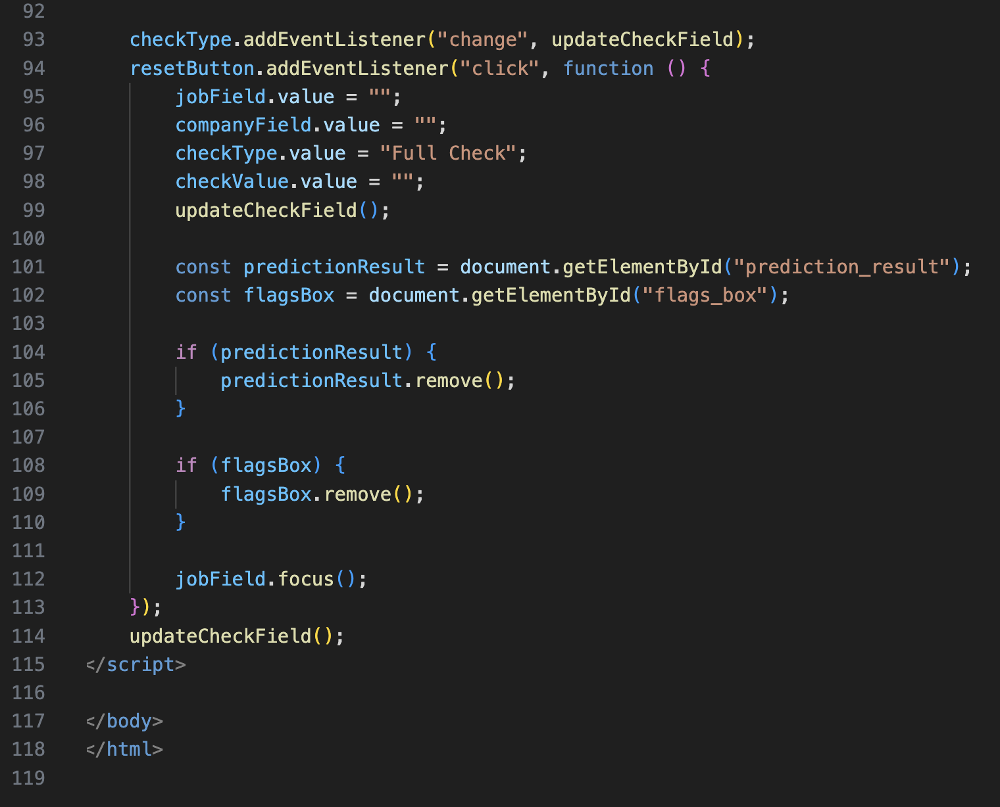 92
93 checkType.addEventListener("change", updateCheckField);
94 resetButton.addEventListener("click", function () {
95 jobField.value = "";
96 companyField.value = "";
97 checkType.value = "Full Check";
98 checkValue.value = "";
99 updateCheckField();
100
101 const predictionResult = document.getElementById("prediction_result");
102 const flagsBox = document.getElementById("flags_box");
103
104 if (predictionResult) {
105 predictionResult.remove();
106 }
107
108 if (flagsBox) {
109 flagsBox.remove();
110 }
111
112 jobField.focus();
113 });
114 updateCheckField();
115 </script>
116
117 </body>
118 </html>
119